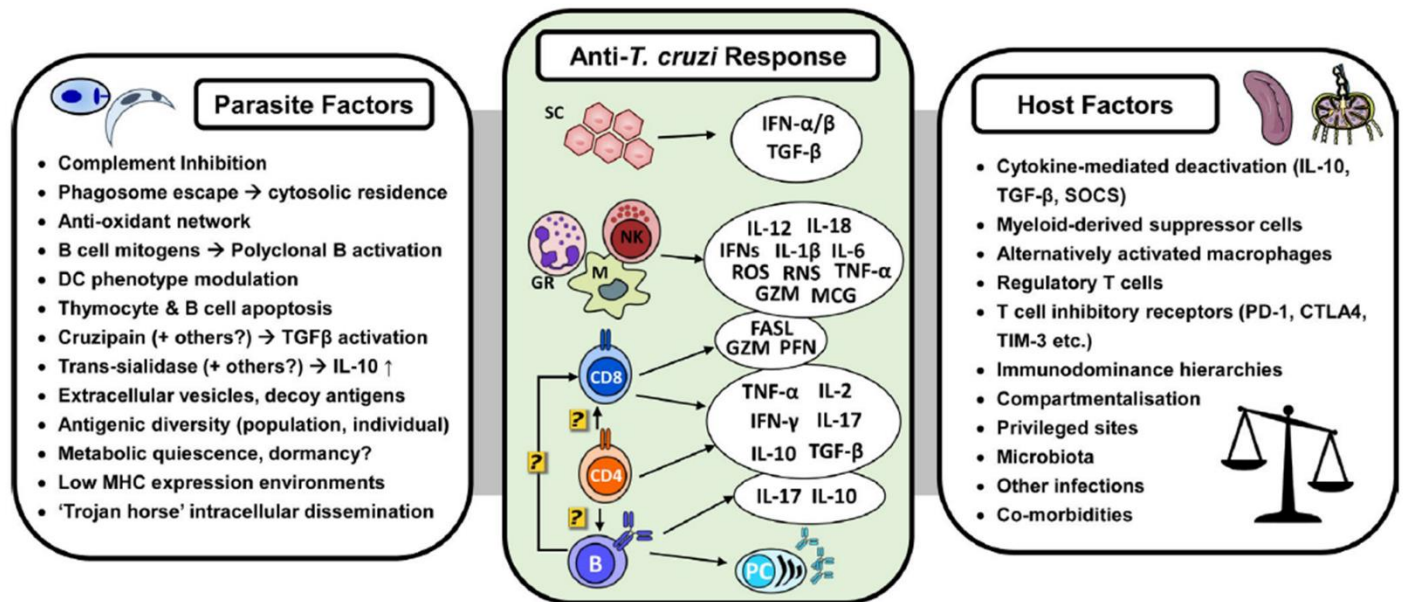 Parasite Factors
• Complement Inhibition
• Phagosome escape → cytosolic residence
• Anti-oxidant network
• B cell mitogens → Polyclonal B activation
• DC phenotype modulation
• Thymocyte & B cell apoptosis
• Cruzipain (+ others?) → TGFβ activation
• Trans-sialidase (+ others?) → IL-10 ↑
• Extracellular vesicles, decoy antigens
• Antigenic diversity (population, individual)
• Metabolic quiescence, dormancy?
• Low MHC expression environments
• ‘Trojan horse’ intracellular dissemination
Anti-T. cruzi Response
SC
IFN-α/β
TGF-β
NK
GR
M
IL-12 IL-18
IFNs IL-1β IL-6
ROS RNS TNF-α
GZM MCG
CD8
FASL
GZM PFN
?
?
CD4
TNF-α IL-2
IFN-γ IL-17
IL-10 TGF-β
?
B
IL-17 IL-10
PC
Host Factors
• Cytokine-mediated deactivation (IL-10,
TGF-β, SOCS)
• Myeloid-derived suppressor cells
• Alternatively activated macrophages
• Regulatory T cells
• T cell inhibitory receptors (PD-1, CTLA4,
TIM-3 etc.)
• Immunodominance hierarchies
• Compartmentalisation
• Privileged sites
• Microbiota
• Other infections
• Co-morbidities